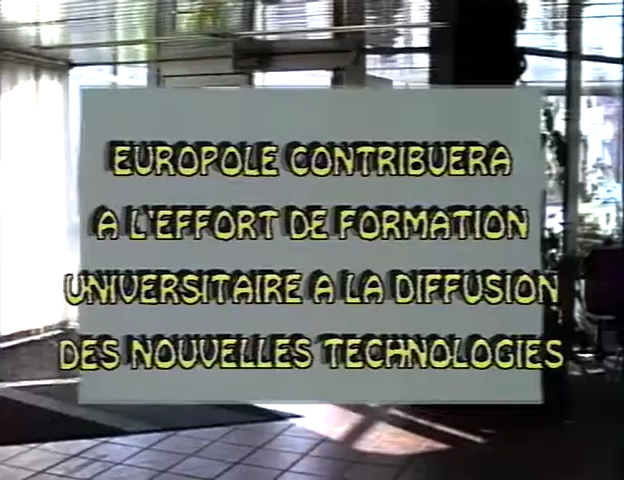 EUROPOLE CONTRIBUERA
A L'EFFORT DE FORMATION
UNIVERSITAIRE A LA DIFFUSION
DES NOUVELLES TECHNOLOGIES